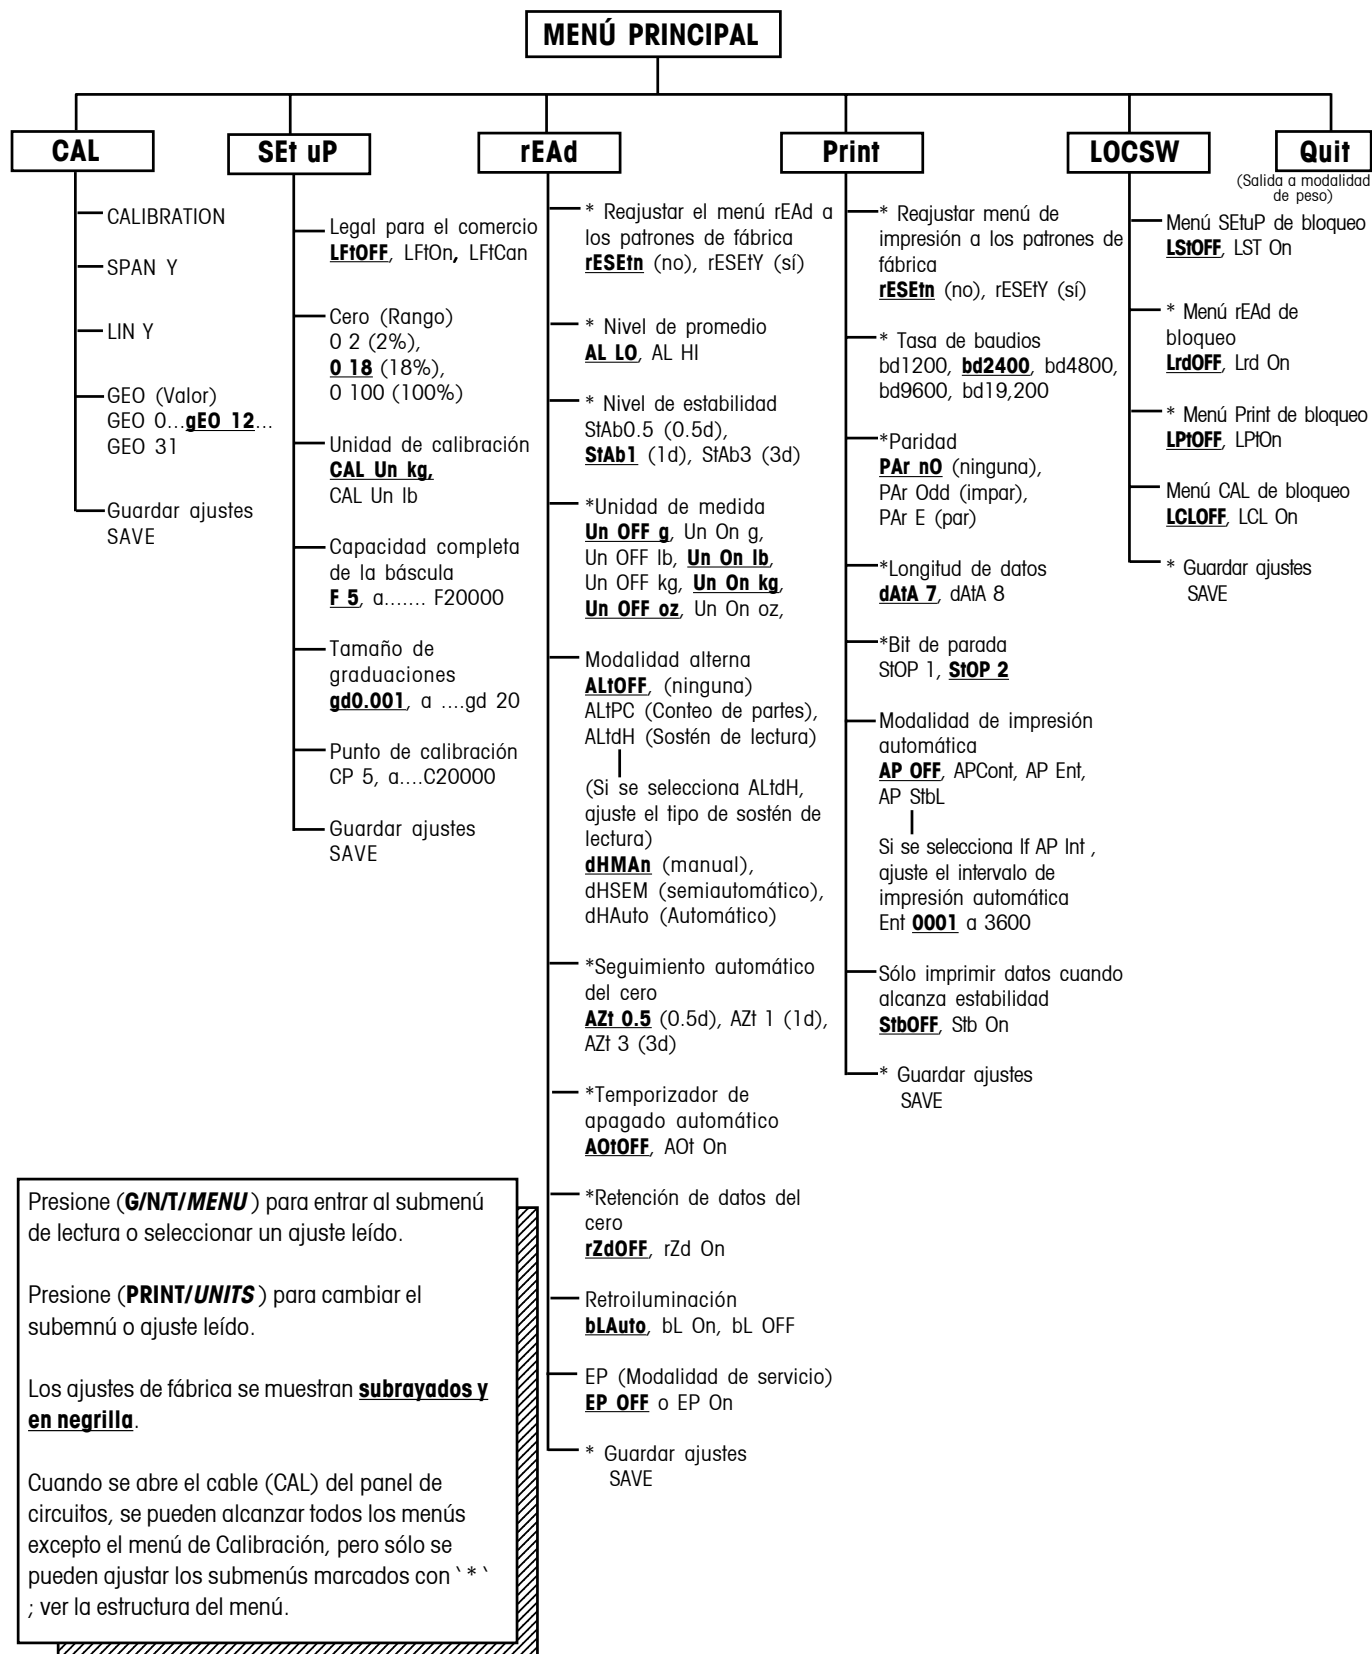 MENÚ PRINCIPAL
CAL
CALIBRATION
SPAN Y
LIN Y
GEO (Valor)
GEO 0...gEO 12...
GEO 31
Guardar ajustes
SAVE
SEt uP
Legal para el comercio
LFtOFF, LFtOn, LFtCan
Cero (Rango)
0 2 (2%),
0 18 (18%),
0 100 (100%)
Unidad de calibración
CAL Un kg,
CAL Un lb
Capacidad completa
de la báscula
F 5, a....... F20000
Tamaño de
graduaciones
gd0.001, a ....gd 20
Punto de calibración
CP 5, a....C20000
Guardar ajustes
SAVE
rEAd
* Reajustar el menú rEAd a
los patrones de fábrica
rESEtn (no), rESEtY (sí)
* Nivel de promedio
AL LO, AL HI
* Nivel de estabilidad
StAb0.5 (0.5d),
StAb1 (1d), StAb3 (3d)
*Unidad de medida
Un OFF g, Un On g,
Un OFF lb, Un On lb,
Un OFF kg, Un On kg,
Un OFF oz, Un On oz,
Modalidad alterna
ALtOFF, (ninguna)
ALtPC (Conteo de partes),
ALtdH (Sostén de lectura)
(Si se selecciona ALtdH,
ajuste el tipo de sostén de
lectura)
dHMAn (manual),
dHSEM (semiautomático),
dHAuto (Automático)
*Seguimiento automático
del cero
AZt 0.5 (0.5d), AZt 1 (1d),
AZt 3 (3d)
*Temporizador de
apagado automático
AOtOFF, AOt On
*Retención de datos del
cero
rZdOFF, rZd On
Retroiluminación
bLAuto, bL On, bL OFF
EP (Modalidad de servicio)
EP OFF o EP On
* Guardar ajustes
SAVE
Print
* Reajustar menú de
impresión a los patrones de
fábrica
rESEtn (no), rESEtY (sí)
* Tasa de baudios
bd1200, bd2400, bd4800,
bd9600, bd19,200
*Paridad
PAr nO (ninguna),
PAr Odd (impar),
PAr E (par)
*Longitud de datos
dAtA 7, dAtA 8
*Bit de parada
StOP 1, StOP 2
Modalidad de impresión
automática
AP OFF, APCont, AP Ent,
AP StbL
Si se selecciona If AP Int ,
ajuste el intervalo de
impresión automática
Ent 0001 a 3600
Sólo imprimir datos cuando
alcanza estabilidad
StbOFF, Stb On
* Guardar ajustes
SAVE
LOCSW
Menú SEtuP de bloqueo
LStOFF, LST On
* Menú rEAd de
bloqueo
LrdOFF, Lrd On
* Menú Print de bloqueo
LPtOFF, LPtOn
Menú CAL de bloqueo
LCLOFF, LCL On
* Guardar ajustes
SAVE
Quit
(Salida a modalidad
de peso)
Presione (G/N/T/MENU ) para entrar al submenú
de lectura o seleccionar un ajuste leído.
Presione (PRINT/UNITS ) para cambiar el
subemnú o ajuste leído.
Los ajustes de fábrica se muestran subrayados y
en negrilla.
Cuando se abre el cable (CAL) del panel de
circuitos, se pueden alcanzar todos los menús
excepto el menú de Calibración, pero sólo se
pueden ajustar los submenús marcados con ` * `
; ver la estructura del menú.